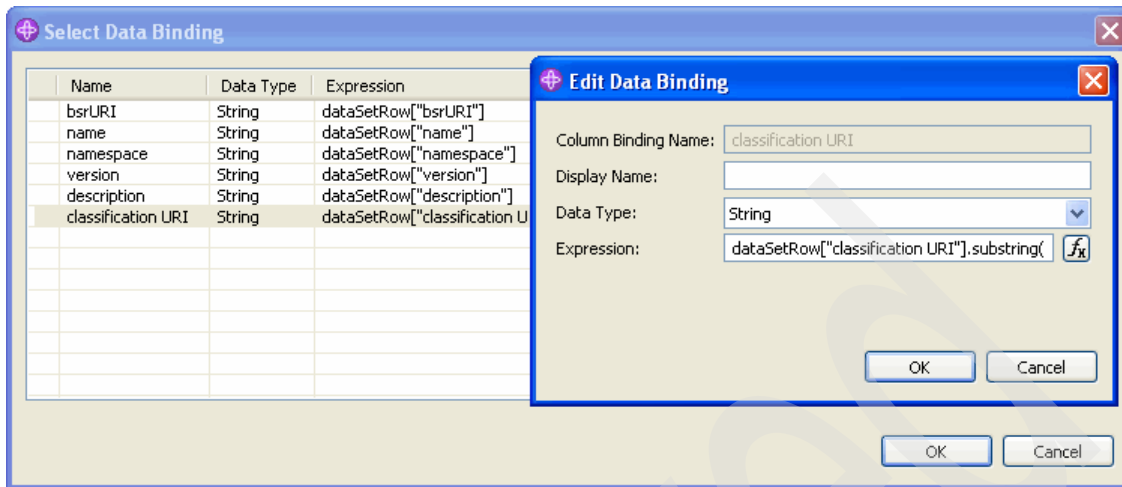 Select Data Binding
Name Data Type Expression
bsrURI String dataSetRow["bsrURI"]
name String dataSetRow["name"]
namespace String dataSetRow["namespace"]
version String dataSetRow["version"]
description String dataSetRow["description"]
classification URI String dataSetRow["classification U
Edit Data Binding
Column Binding Name: classification URI
Display Name:
Data Type: String
Expression: dataSetRow["classification URI"].substring( fx
OK Cancel
OK Cancel